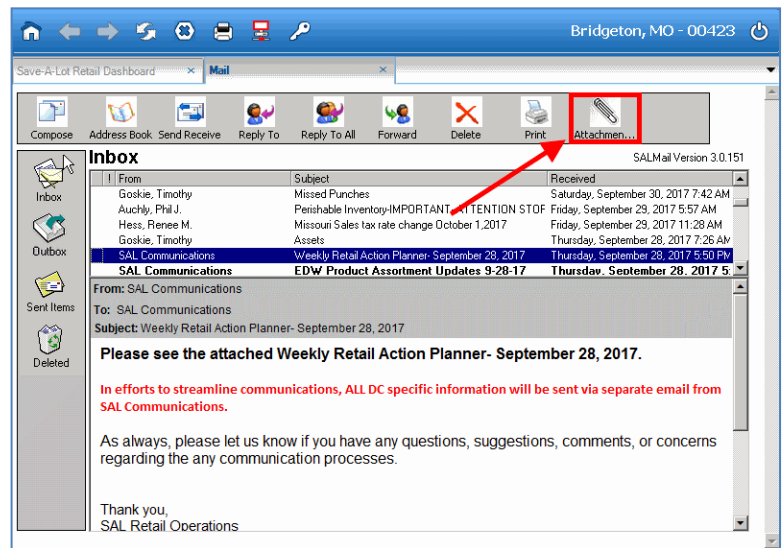 Bridgeton, MO - 00423
Save-A-Lot Retail Dashboard × Mail ×
Compose Address Book Send Receive Reply To Reply To All Forward Delete Print Attachmen...
Inbox SALMail Version 3.0.151
! From Subject Received
Goskie, Timothy Missed Punches Saturday, September 30, 2017 7:42 AM
Auchly, Phil J. Perishable Inventory-IMPORTANT ATTENTION STOF Friday, September 29, 2017 5:57 AM
Hess, Renee M. Missouri Sales tax rate change October 1,2017 Friday, September 29, 2017 11:28 AM
Goskie, Timothy Assets Thursday, September 28, 2017 7:26 AM
SAL Communications Weekly Retail Action Planner- September 28, 2017 Thursday, September 28, 2017 5:50 PM
SAL Communications EDW Product Assortment Updates 9-28-17 Thursday, September 28, 2017 5:
Inbox
Outbox
Sent Items
Deleted
From: SAL Communications
To: SAL Communications
Subject: Weekly Retail Action Planner- September 28, 2017
Please see the attached Weekly Retail Action Planner- September 28, 2017.
In efforts to streamline communications, ALL DC specific information will be sent via separate email from
SAL Communications.
As always, please let us know if you have any questions, suggestions, comments, or concerns
regarding the any communication processes.
Thank you,
SAL Retail Operations